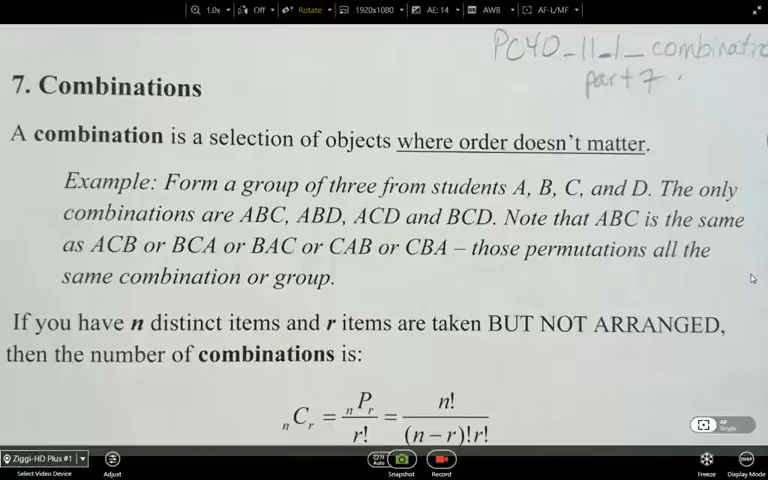 1.0x Off Rotate 1920x1080 AE: 14 AWB AF-L/MF
PC40_11_1_combinatio
part 7
7. Combinations
A combination is a selection of objects where order doesn't matter.
Example: Form a group of three from students A, B, C, and D. The only
combinations are ABC, ABD, ACD and BCD. Note that ABC is the same
as ACB or BCA or BAC or CAB or CBA – those permutations all the
same combination or group.
If you have n distinct items and r items are taken BUT NOT ARRANGED,
then the number of combinations is:
nCr = nPr / r! = n! / (n – r)!r!
AF
Single
Ziggi-HD Plus #1
Select Video Device
Adjust
Auto
Snapshot
Record
Freeze
DISP
Display Mode